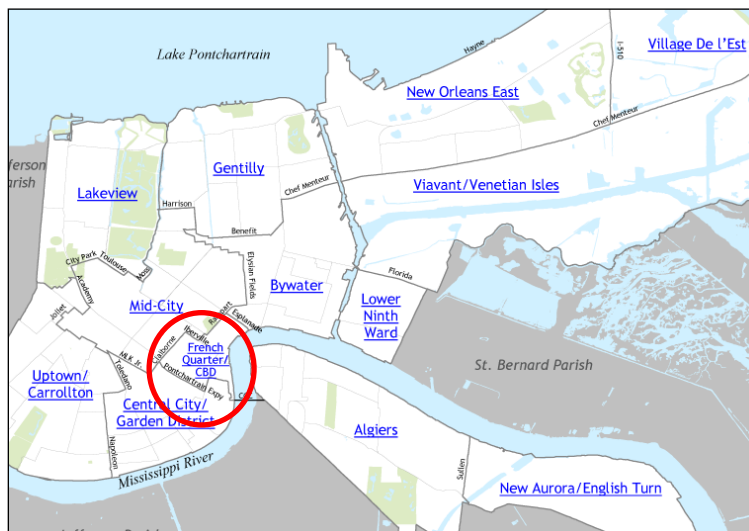 Lake Pontchartrain
Hayne
I-510
Village De l'Est
New Orleans East
Chef Menteur
Gentilly
Lakeview
Harrison
Chef Menteur
Viavant/Venetian Isles
Benefit
City Park
Toulouse
Elysian Fields
Florida
Academy
Mid-City
Bywater
Lower
Ninth
Ward
Esplanade
Iberville
Claiborne
French
Quarter/
CBD
Pontchartrain Expy
MLK Jr.
Toledano
Uptown/
Carrollton
Central City/
Garden District
Napoleon
St. Bernard Parish
Algiers
Mississippi River
New Aurora/English Turn